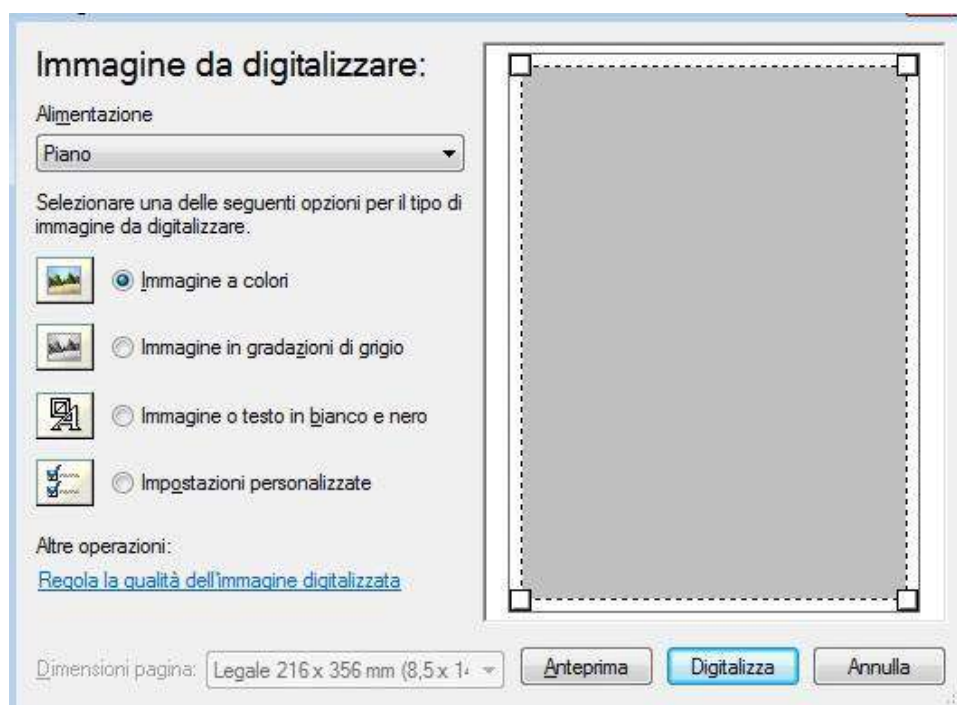 Immagine da digitalizzare:
Alimentazione
Piano
Selezionare una delle seguenti opzioni per il tipo di
immagine da digitalizzare.
Immagine a colori
Immagine in gradazioni di grigio
Immagine o testo in bianco e nero
Impostazioni personalizzate
Altre operazioni:
Regola la qualità dell'immagine digitalizzata
Dimensioni pagina: Legale 216 x 356 mm (8,5 x 14
Anteprima Digitalizza Annulla